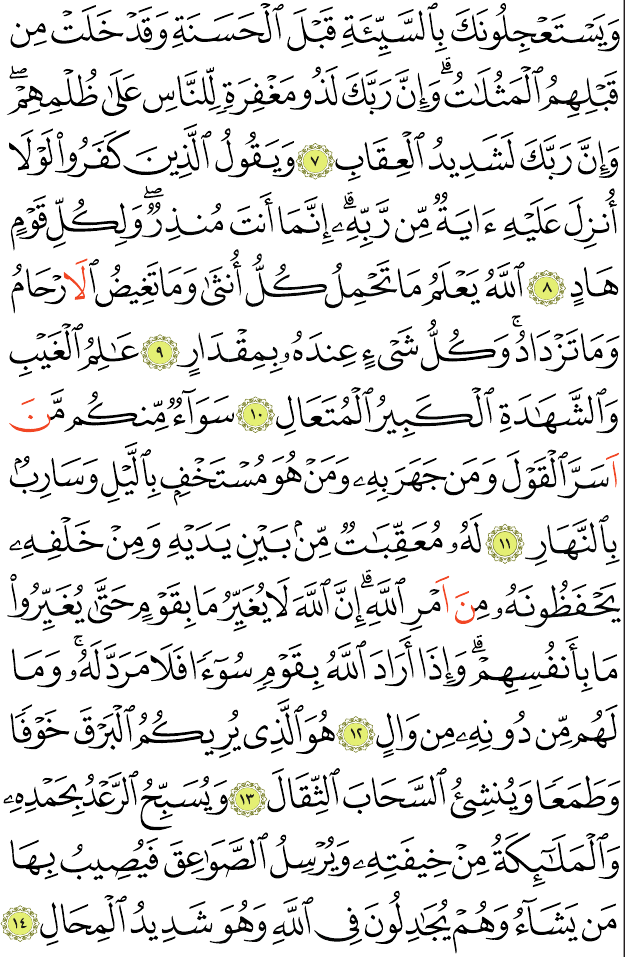 وَيَسۡتَعۡجِلُونَكَ بِالسَّيِّئَةِ قَبۡلَ ٱلۡحَسَنَةِ وَقَدۡ خَلَتۡ مِن
قَبۡلِهِمُ ٱلۡمَثُلَٰتُۗ وَإِنَّ رَبَّكَ لَذُو مَغۡفِرَةٖ لِّلنَّاسِ عَلَىٰ ظُلۡمِهِمۡۖ
وَإِنَّ رَبَّكَ لَشَدِيدُ ٱلۡعِقَابِ ٧ وَيَقُولُ ٱلَّذِينَ كَفَرُواْ لَوۡلَا
أُنزِلَ عَلَيۡهِ ءَايَةٞ مِّن رَّبِّهِۦٓۗ إِنَّمَا أَنتَ مُنذِرٞۖ وَلِكُلِّ قَوۡمٍ
هَادٍ ٨ ٱللَّهُ يَعۡلَمُ مَا تَحۡمِلُ كُلُّ أُنثَىٰ وَمَا تَغِيضُ ٱلَارۡحَامُ
وَمَا تَزۡدَادُۚ وَكُلُّ شَيۡءٍ عِندَهُۥ بِمِقۡدَارٍ ٩ عَٰلِمُ ٱلۡغَيۡبِ
وَٱلشَّهَٰدَةِ ٱلۡكَبِيرُ ٱلۡمُتَعَالِ ١٠ سَوَآءٞ مِّنكُم مَّنَ
اَسَرَّ ٱلۡقَوۡلَ وَمَن جَهَرَ بِهِۦ وَمَنۡ هُوَ مُسۡتَخۡفِۭ بِٱلَّيۡلِ وَسَارِبُۢ
بِٱلنَّهَارِ ١١ لَهُۥ مُعَقِّبَٰتٞ مِّنۢ بَيۡنِ يَدَيۡهِ وَمِنۡ خَلۡفِهِۦ
يَحۡفَظُونَهُۥ مِنَ اَمۡرِ ٱللَّهِۗ إِنَّ ٱللَّهَ لَا يُغَيِّرُ مَا بِقَوۡمٍ حَتَّىٰ يُغَيِّرُواْ
مَا بِأَنفُسِهِمۡۗ وَإِذَا أَرَادَ ٱللَّهُ بِقَوۡمٖ سُوٓءٗا فَلَا مَرَدَّ لَهُۥۚ وَمَا
لَهُم مِّن دُونِهِۦ مِن وَالٍ ١٢ هُوَ ٱلَّذِي يُرِيكُمُ ٱلۡبَرۡقَ خَوۡفٗا
وَطَمَعٗا وَيُنشِئُ ٱلسَّحَابَ ٱلثِّقَالَ ١٣ وَيُسَبِّحُ ٱلرَّعۡدُ بِحَمۡدِهِۦ
وَٱلۡمَلَٰٓئِكَةُ مِنۡ خِيفَتِهِۦ وَيُرۡسِلُ ٱلصَّوَٰعِقَ فَيُصِيبُ بِهَا
مَن يَشَآءُ وَهُمۡ يُجَٰدِلُونَ فِي ٱللَّهِ وَهُوَ شَدِيدُ ٱلۡمِحَالِ ١٤